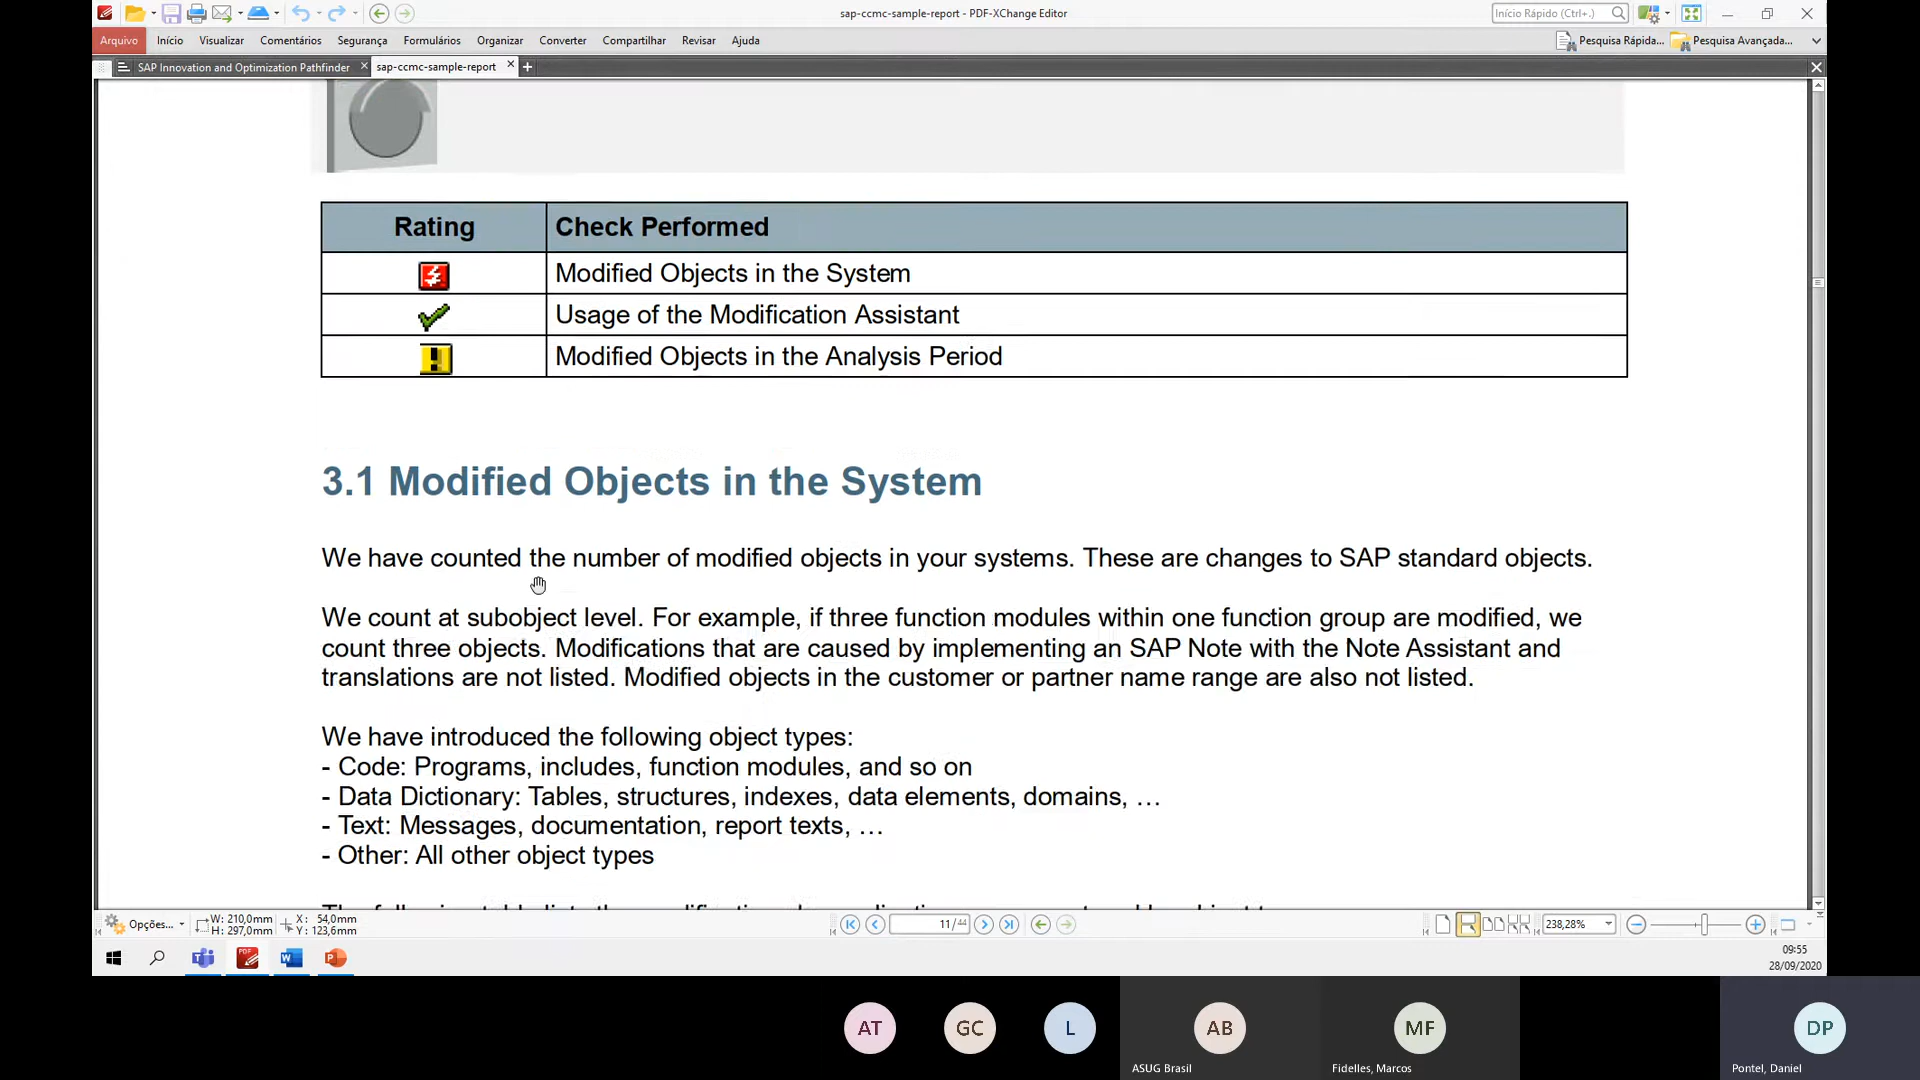 sap-ccmc-sample-report - PDF-XChange Editor
Início Rápido (Ctrl+.)
Arquivo Início Visualizar Comentários Segurança Formulários Organizar Converter Compartilhar Revisar Ajuda
Pesquisa Rápida... Pesquisa Avançada...
SAP Innovation and Optimization Pathfinder sap-ccmc-sample-report
Rating Check Performed
Modified Objects in the System
Usage of the Modification Assistant
Modified Objects in the Analysis Period
3.1 Modified Objects in the System
We have counted the number of modified objects in your systems. These are changes to SAP standard objects.
We count at subobject level. For example, if three function modules within one function group are modified, we
count three objects. Modifications that are caused by implementing an SAP Note with the Note Assistant and
translations are not listed. Modified objects in the customer or partner name range are also not listed.
We have introduced the following object types:
- Code: Programs, includes, function modules, and so on
- Data Dictionary: Tables, structures, indexes, data elements, domains, …
- Text: Messages, documentation, report texts, …
- Other: All other object types
Opções...
W: 210,0mm
H: 297,0mm
X: 54,0mm
Y: 123,6mm
11/44
238,28%
PDF
09:55
28/09/2020
AT GC L AB MF DP
ASUG Brasil Fidelles, Marcos Pontel, Daniel